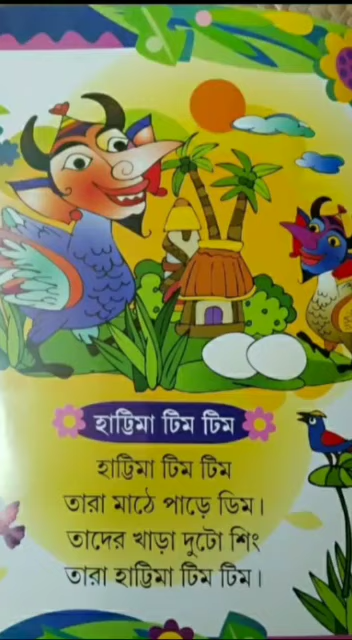 হাট্টিমা টিম টিম
হাট্টিমা টিম টিম
তারা মাঠে পাড়ে ডিম।
তাদের খাড়া দুটো শিং
তারা হাট্টিমা টিম টিম।